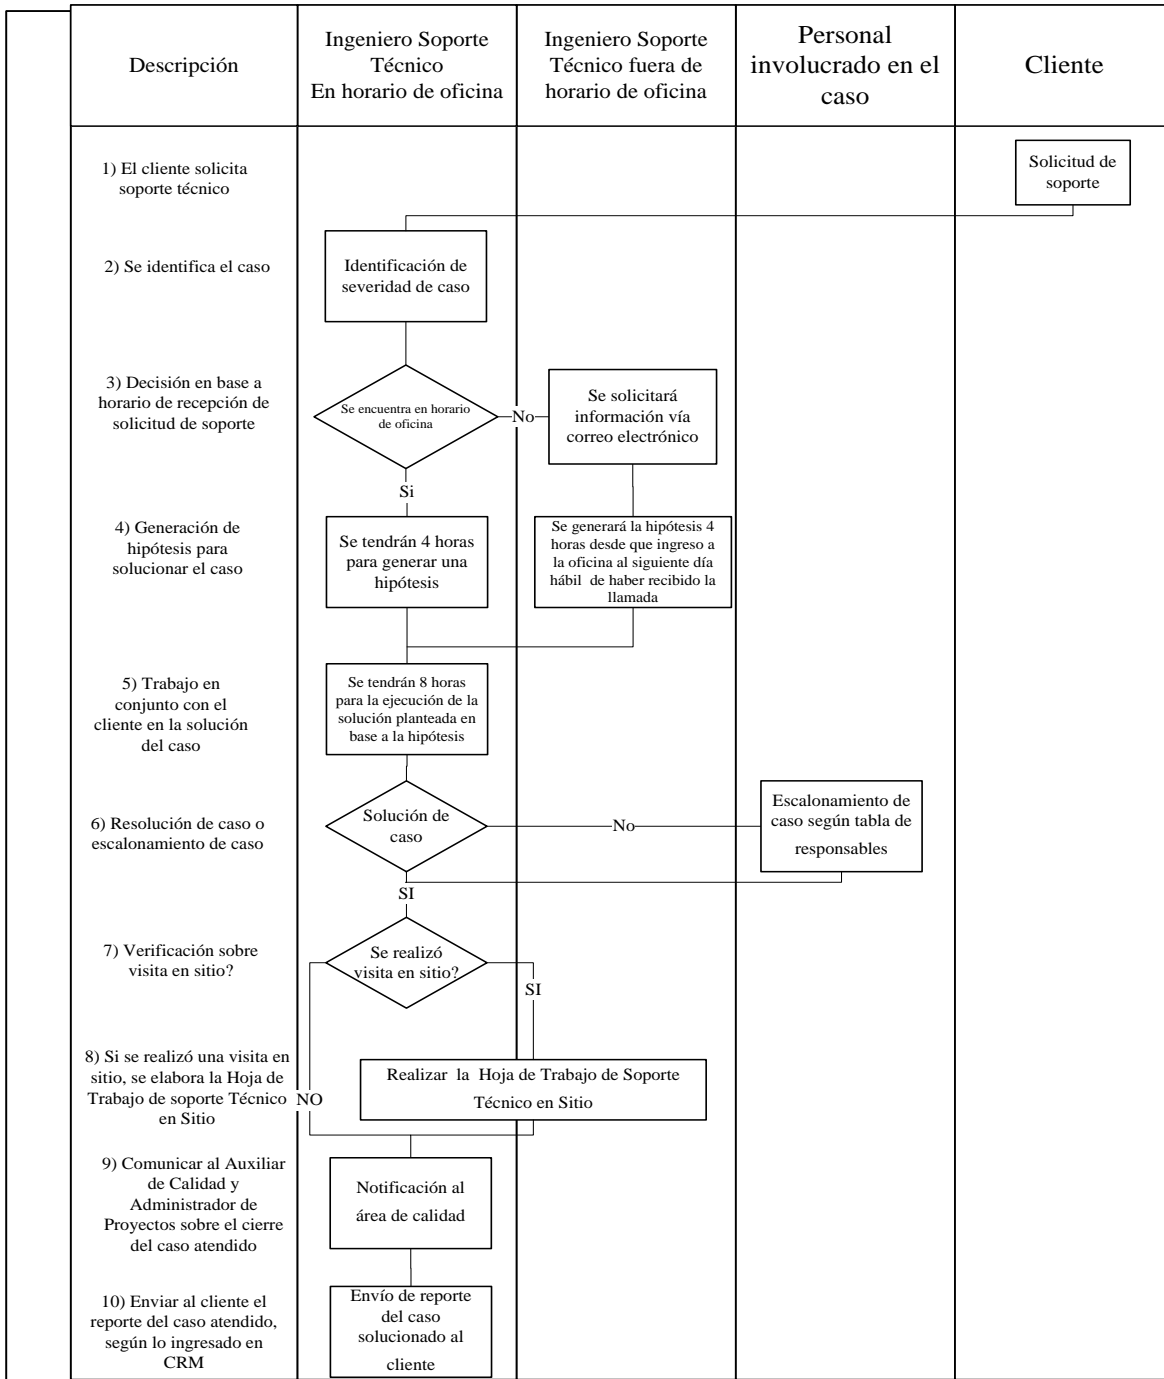 Descripción
Ingeniero Soporte
Técnico
En horario de oficina
Ingeniero Soporte
Técnico fuera de
horario de oficina
Personal
involucrado en el
caso
Cliente
1) El cliente solicita
soporte técnico
Solicitud de
soporte
2) Se identifica el caso
Identificación de
severidad de caso
3) Decisión en base a
horario de recepción de
solicitud de soporte
Se encuentra en horario
de oficina
No
Se solicitará
información vía
correo electrónico
Si
4) Generación de
hipótesis para
solucionar el caso
Se tendrán 4 horas
para generar una
hipótesis
Se generará la hipótesis 4
horas desde que ingreso a
la oficina al siguiente día
hábil de haber recibido la
llamada
5) Trabajo en
conjunto con el
cliente en la solución
del caso
Se tendrán 8 horas
para la ejecución de la
solución planteada en
base a la hipótesis
6) Resolución de caso o
escalonamiento de caso
Solución de
caso
No
Escalonamiento de
caso según tabla de
responsables
SI
7) Verificación sobre
visita en sitio?
Se realizó
visita en sitio?
SI
8) Si se realizó una visita en
sitio, se elabora la Hoja de
Trabajo de soporte Técnico
en Sitio
NO
Realizar la Hoja de Trabajo de Soporte
Técnico en Sitio
9) Comunicar al Auxiliar
de Calidad y
Administrador de
Proyectos sobre el cierre
del caso atendido
Notificación al
área de calidad
10) Enviar al cliente el
reporte del caso atendido,
según lo ingresado en
CRM
Envío de reporte
del caso
solucionado al
cliente